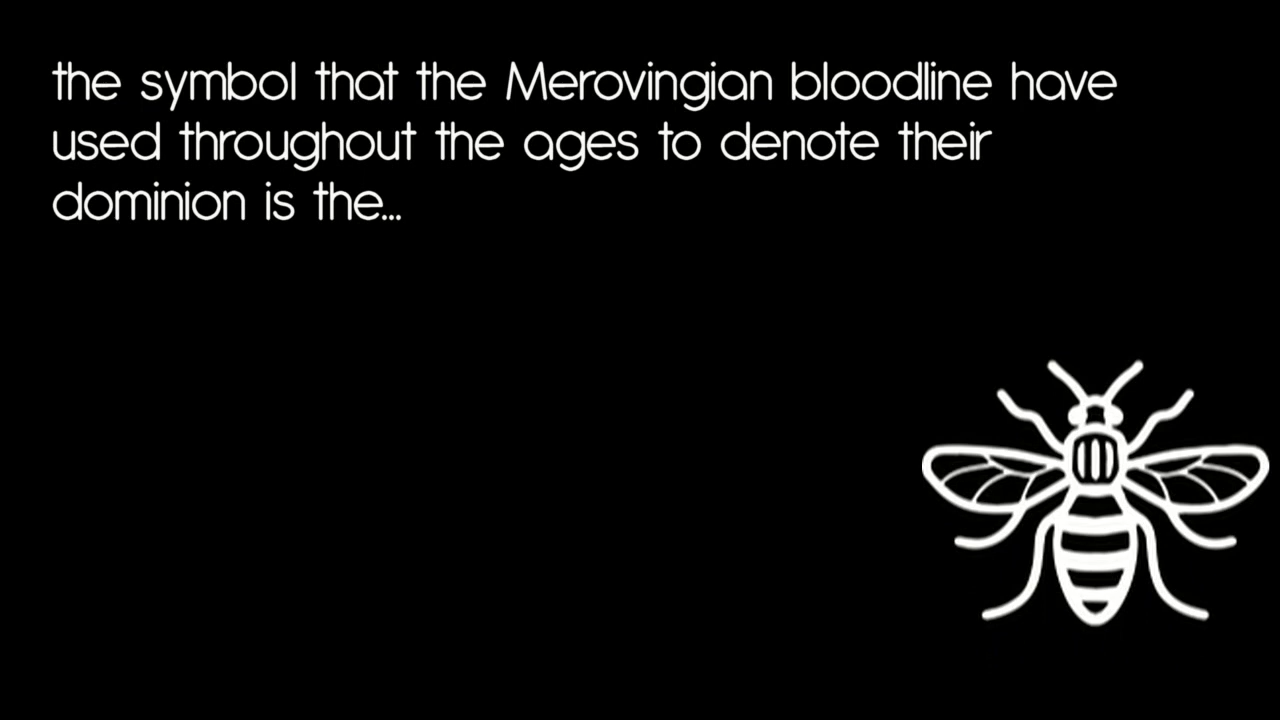 the symbol that the Merovingian bloodline have
used throughout the ages to denote their
dominion is the...